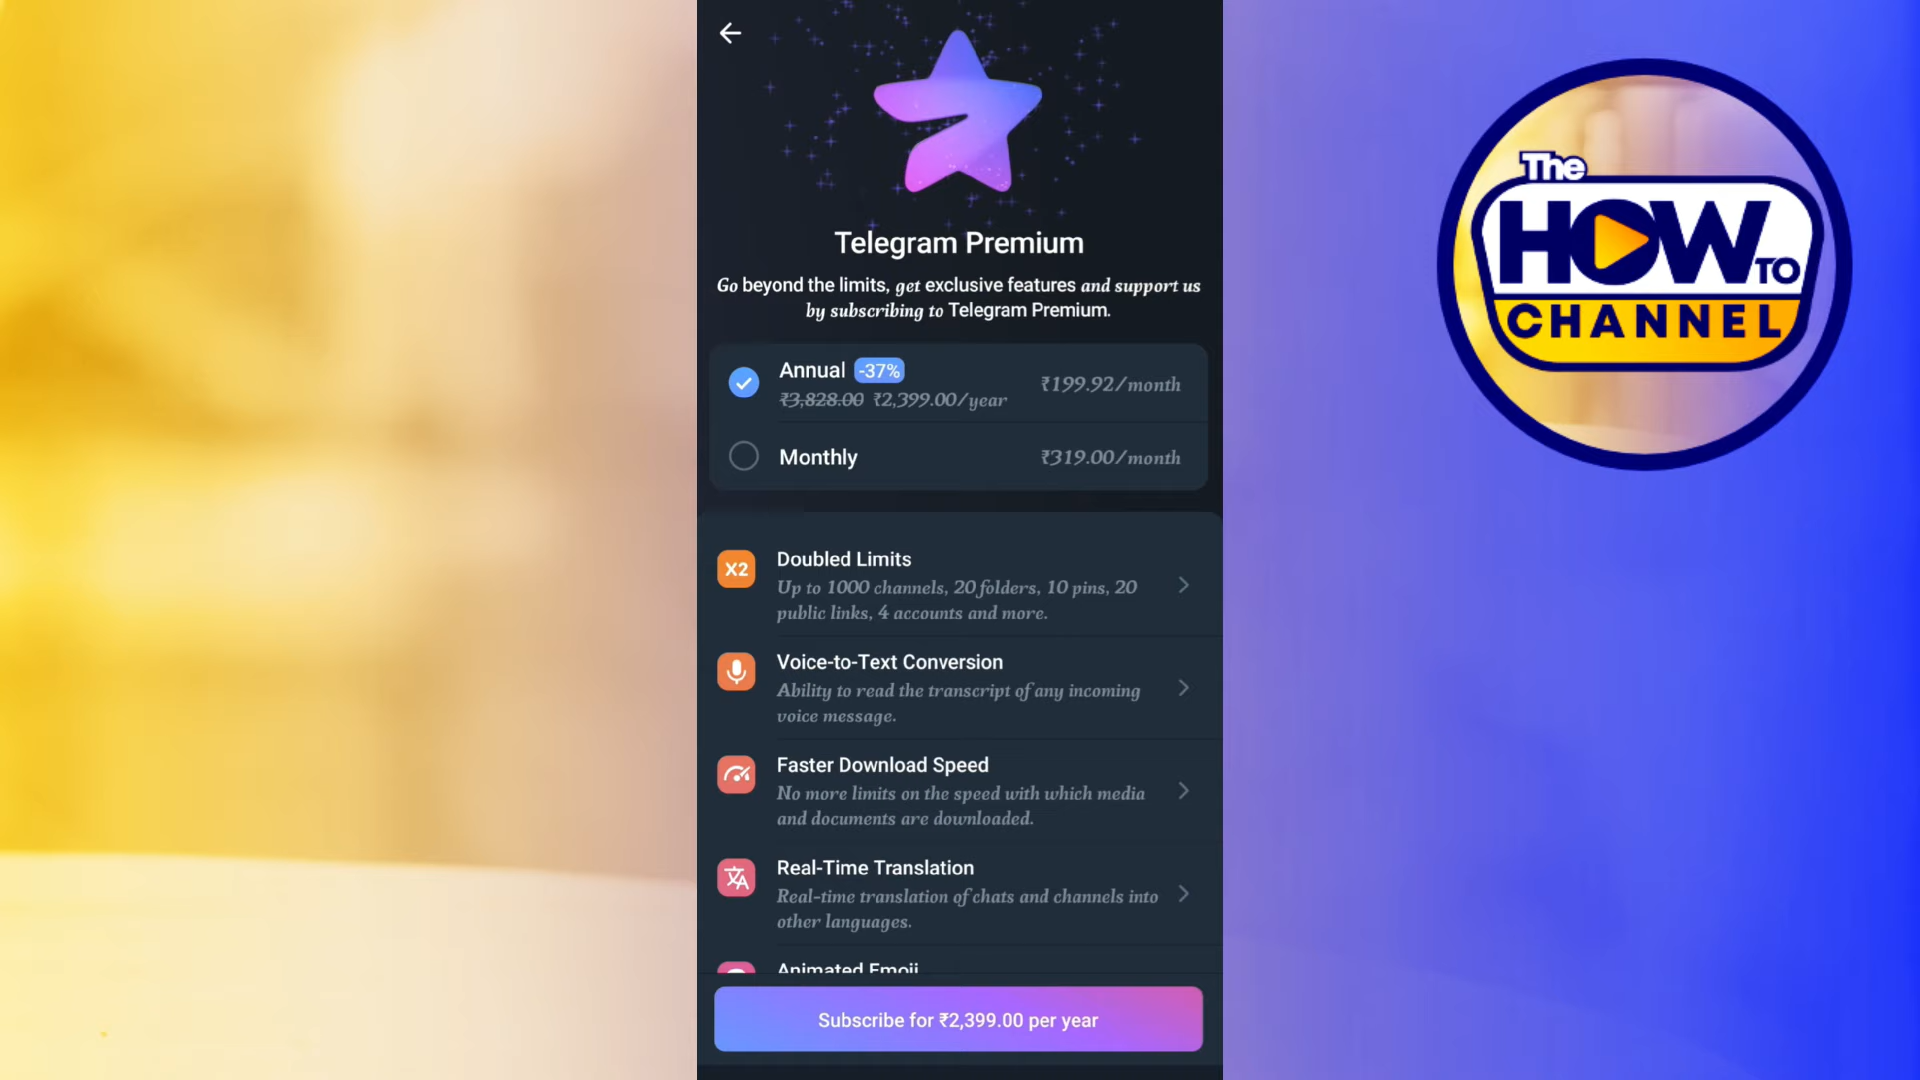 Telegram Premium
Go beyond the limits, get exclusive features and support us
by subscribing to Telegram Premium.
Annual -37%
₹3,828.00 ₹2,399.00/year
₹199.92/month
Monthly
₹319.00/month
X2
Doubled Limits
Up to 1000 channels, 20 folders, 10 pins, 20
public links, 4 accounts and more.
Voice-to-Text Conversion
Ability to read the transcript of any incoming
voice message.
Faster Download Speed
No more limits on the speed with which media
and documents are downloaded.
Real-Time Translation
Real-time translation of chats and channels into
other languages.
Animated Emoji
Subscribe for ₹2,399.00 per year
The
HOW TO
CHANNEL